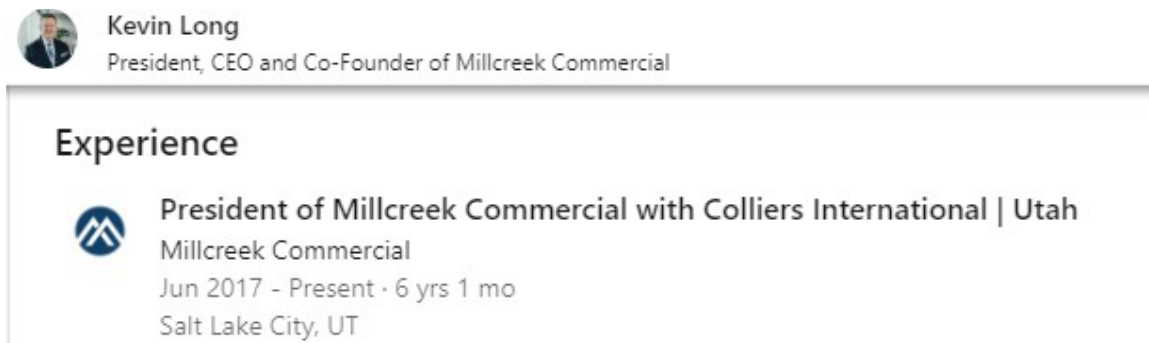 Kevin Long
President, CEO and Co-Founder of Millcreek Commercial
Experience
President of Millcreek Commercial with Colliers International | Utah
Millcreek Commercial
Jun 2017 - Present · 6 yrs 1 mo
Salt Lake City, UT